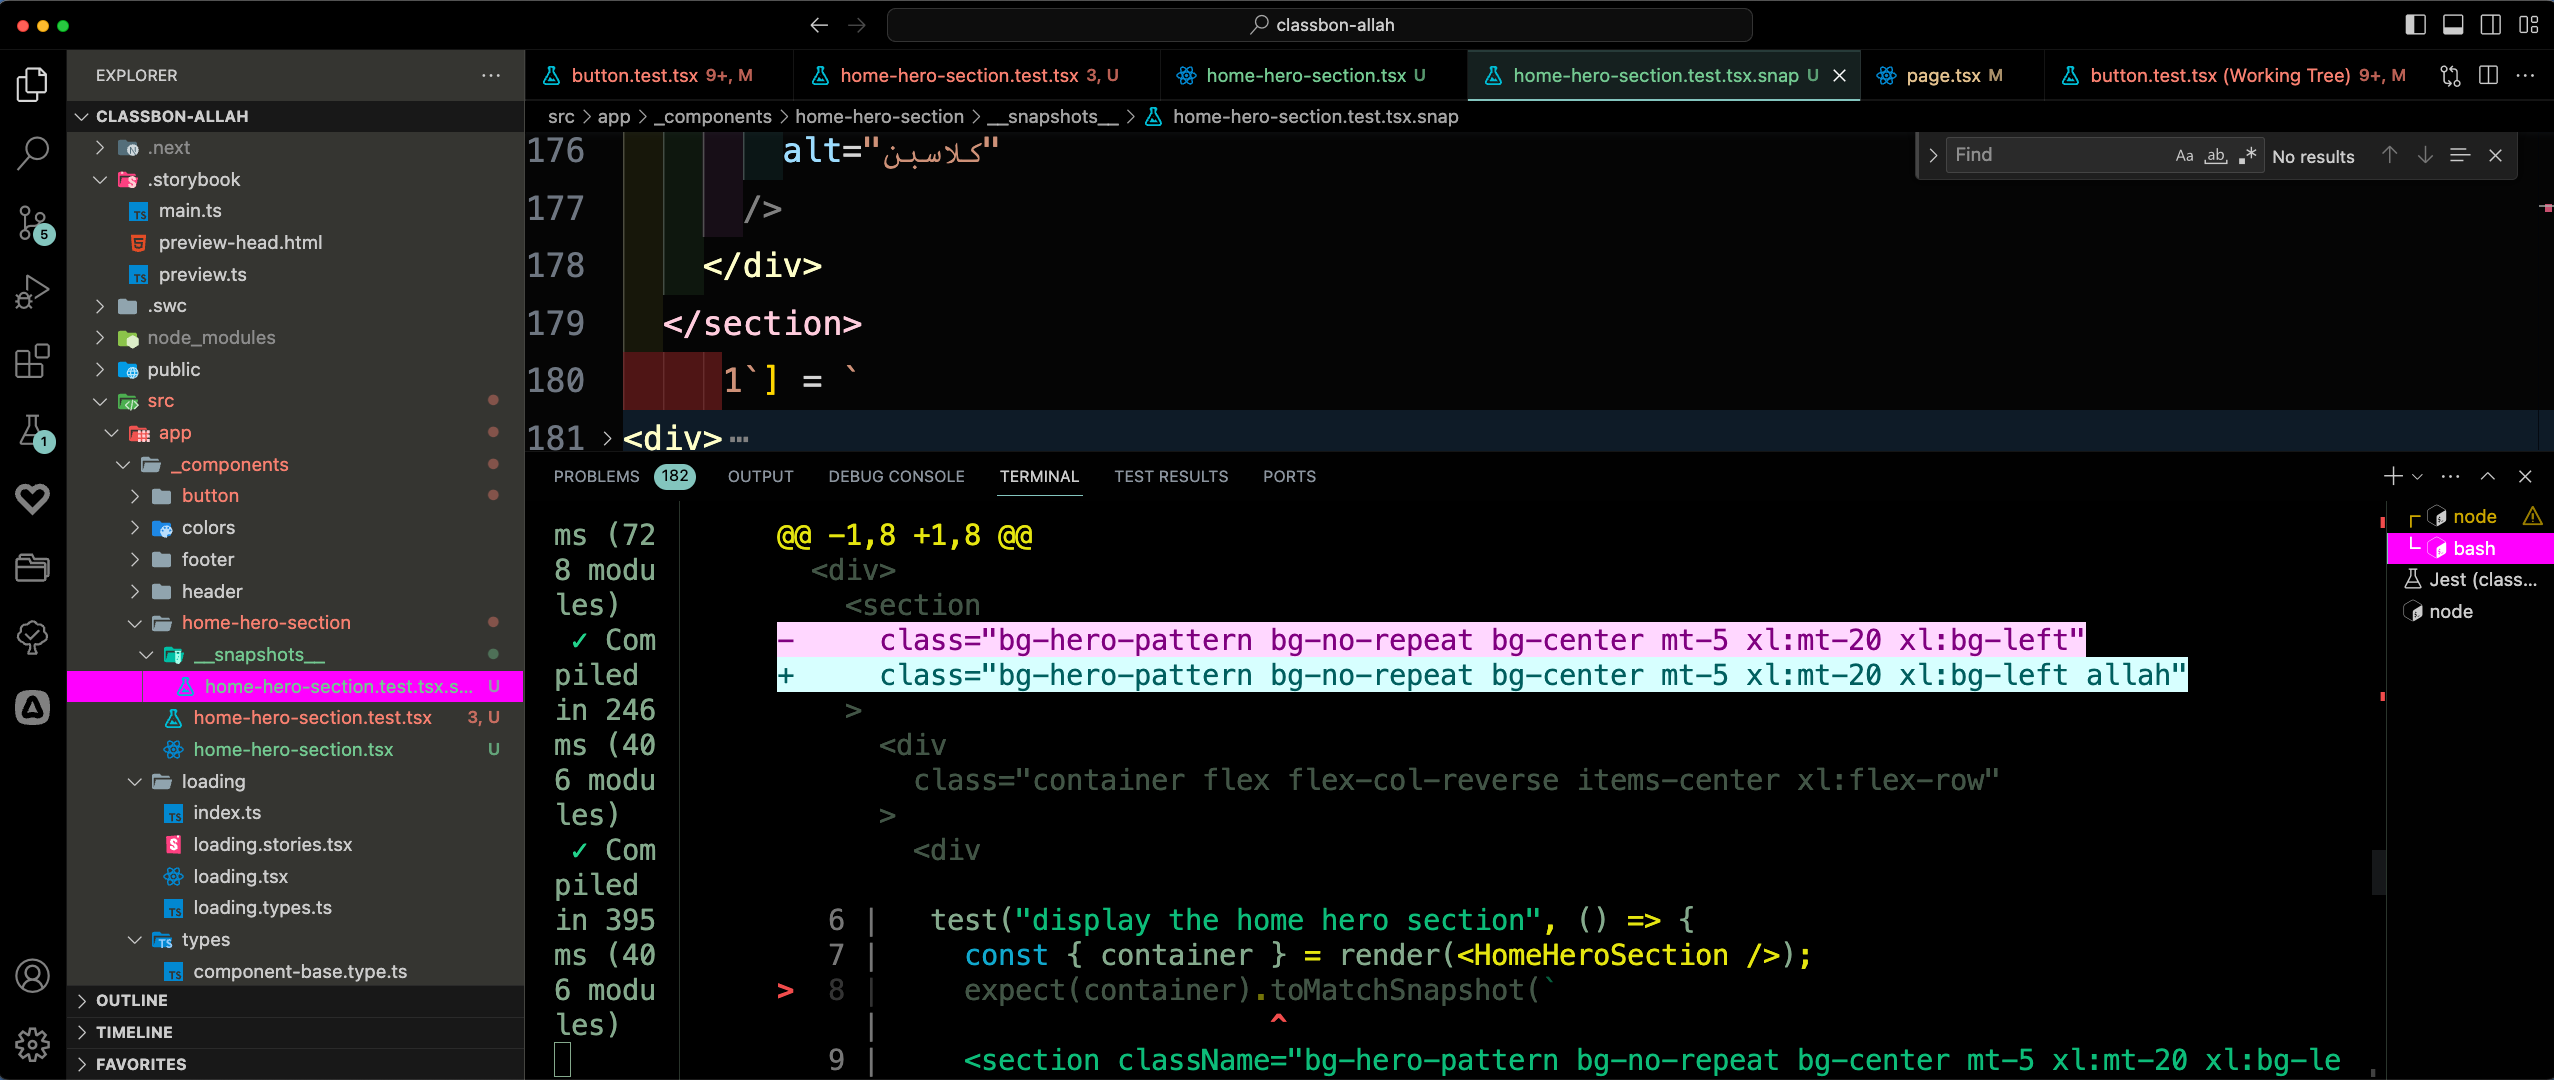 classbon-allah
EXPLORER
CLASSBON-ALLAH
.next
.storybook
main.ts
preview-head.html
preview.ts
.swc
node_modules
public
src
app
_components
button
colors
footer
header
home-hero-section
__snapshots__
home-hero-section.test.tsx.s... U
home-hero-section.test.tsx 3, U
home-hero-section.tsx U
loading
index.ts
loading.stories.tsx
loading.tsx
loading.types.ts
types
component-base.type.ts
OUTLINE
TIMELINE
FAVORITES
5
1
button.test.tsx 9+, M
home-hero-section.test.tsx 3, U
home-hero-section.tsx U
home-hero-section.test.tsx.snap U
page.tsx M
button.test.tsx (Working Tree) 9+, M
src > app > _components > home-hero-section > __snapshots__ > home-hero-section.test.tsx.snap
Find Aa ab .* No results
176 alt="کلاسبن"
177 />
178 </div>
179 </section>
180 1`] = `
181 <div>…
PROBLEMS 182 OUTPUT DEBUG CONSOLE TERMINAL TEST RESULTS PORTS
ms (72
8 modu
les)
✓ Com
piled
in 246
ms (40
6 modu
les)
✓ Com
piled
in 395
ms (40
6 modu
les)
@@ -1,8 +1,8 @@
<div>
<section
- class="bg-hero-pattern bg-no-repeat bg-center mt-5 xl:mt-20 xl:bg-left"
+ class="bg-hero-pattern bg-no-repeat bg-center mt-5 xl:mt-20 xl:bg-left allah"
>
<div
class="container flex flex-col-reverse items-center xl:flex-row"
>
<div
6 | test("display the home hero section", () => {
7 | const { container } = render(<HomeHeroSection />);
> 8 | expect(container).toMatchSnapshot(`
| ^
9 | <section className="bg-hero-pattern bg-no-repeat bg-center mt-5 xl:mt-20 xl:bg-le
node
bash
Jest (class...
node